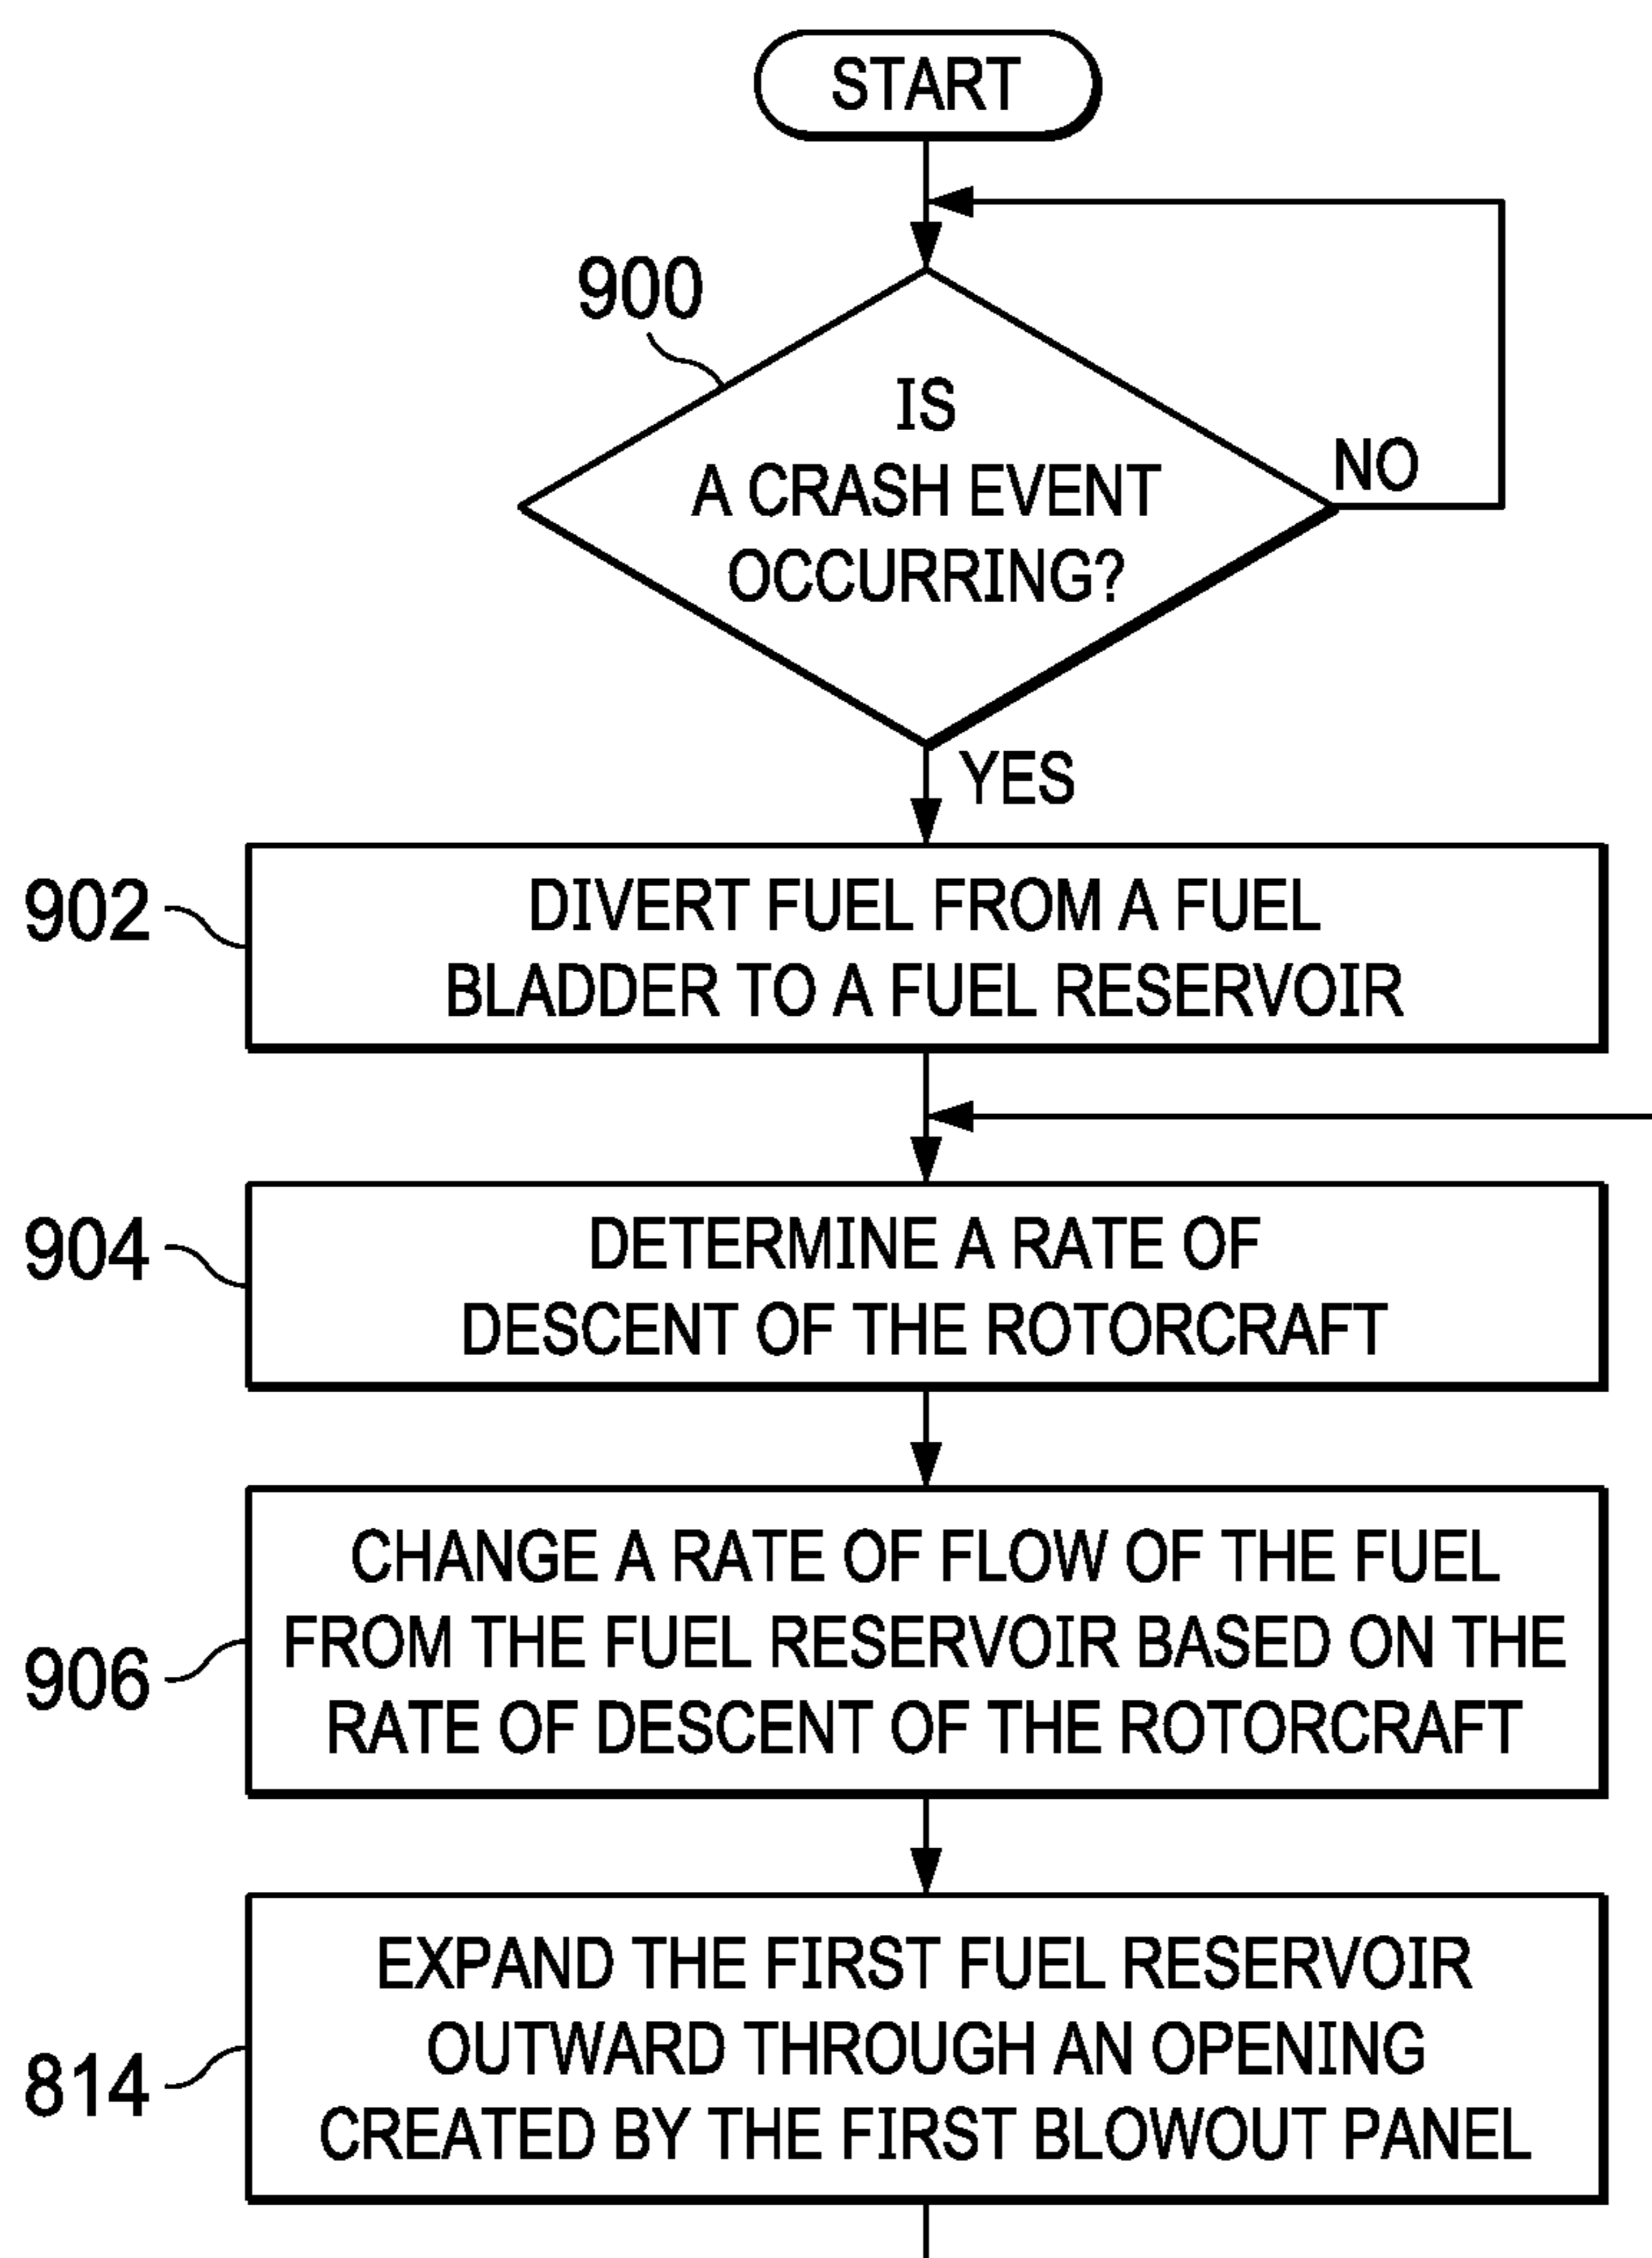 START
900
IS
A CRASH EVENT
OCCURRING?
NO
YES
902
DIVERT FUEL FROM A FUEL
BLADDER TO A FUEL RESERVOIR
904
DETERMINE A RATE OF
DESCENT OF THE ROTORCRAFT
906
CHANGE A RATE OF FLOW OF THE FUEL
FROM THE FUEL RESERVOIR BASED ON THE
RATE OF DESCENT OF THE ROTORCRAFT
814
EXPAND THE FIRST FUEL RESERVOIR
OUTWARD THROUGH AN OPENING
CREATED BY THE FIRST BLOWOUT PANEL